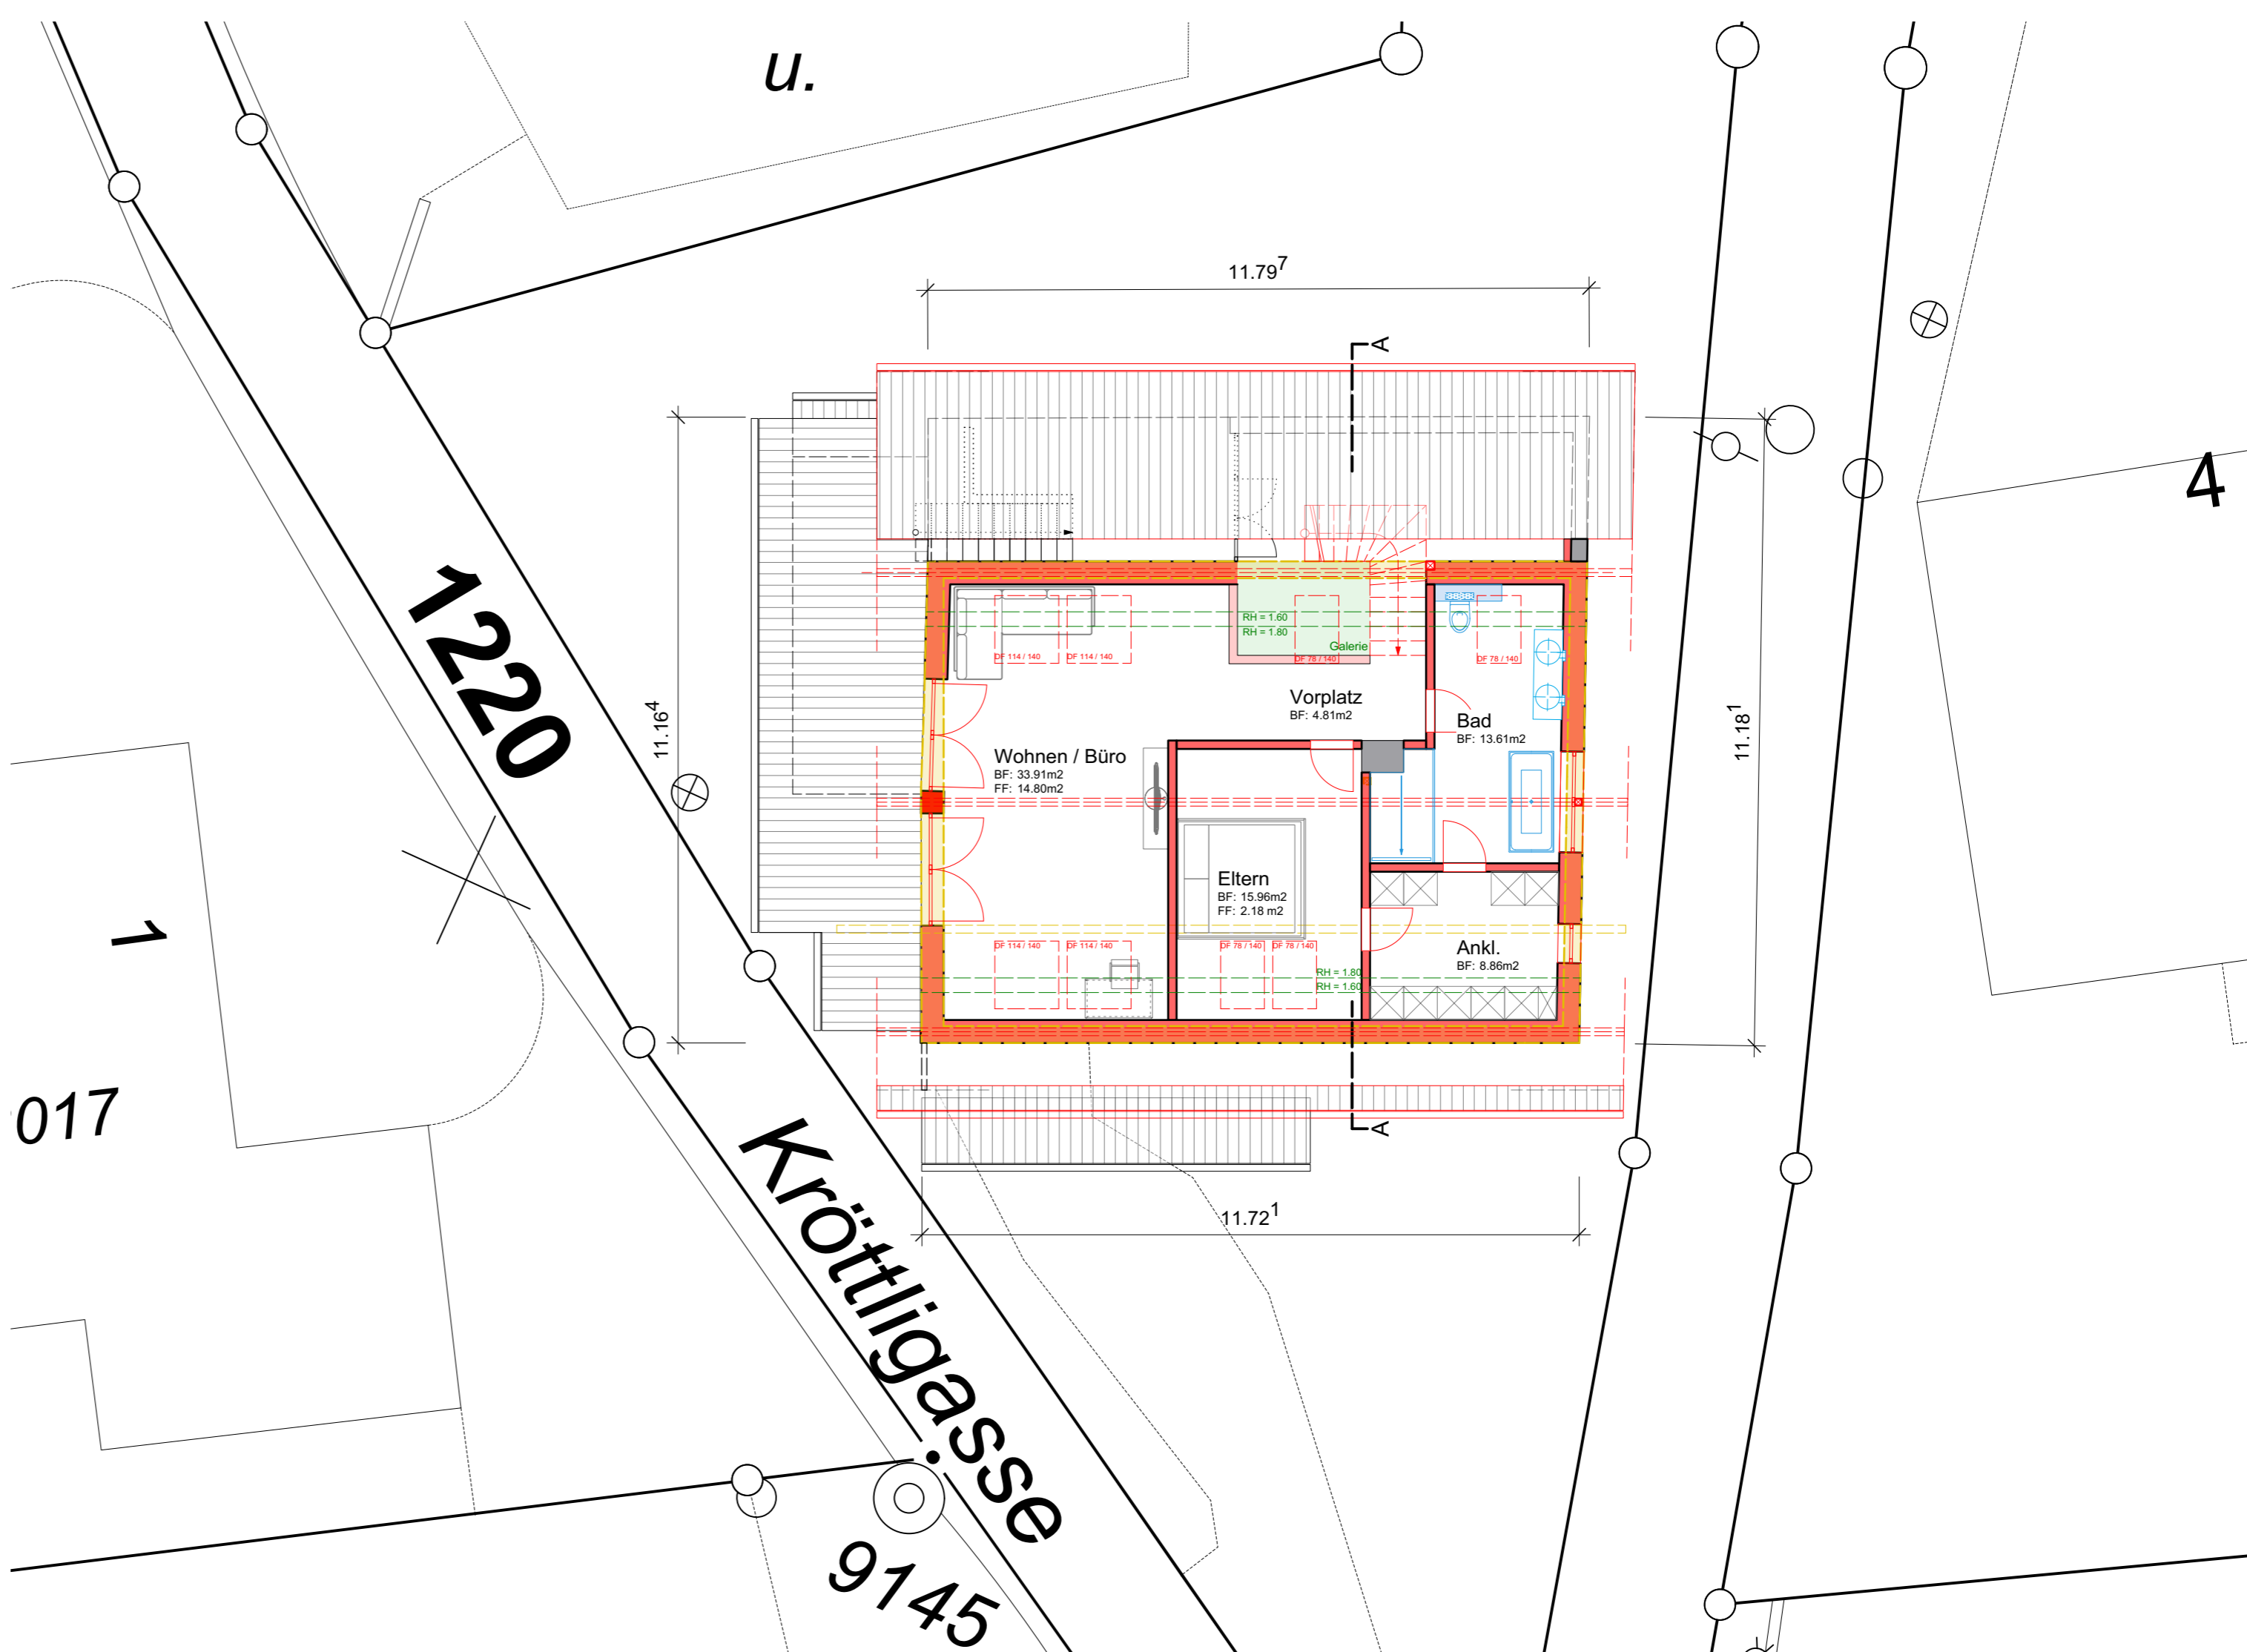 u.
11.79⁷
A
4
1220
11.16⁴
11.18¹
RH = 1.60
RH = 1.80
Galerie
DF 114 / 140
DF 114 / 140
DF 78 / 140
DF 78 / 140
Vorplatz
BF: 4.81m2
Bad
BF: 13.61m2
Wohnen / Büro
BF: 33.91m2
FF: 14.80m2
Eltern
BF: 15.96m2
FF: 2.18 m2
Ankl.
BF: 8.86m2
DF 114 / 140
DF 114 / 140
DF 78 / 140
DF 78 / 140
RH = 1.80
RH = 1.60
1
017
A
11.72¹
Kröttligasse
9145